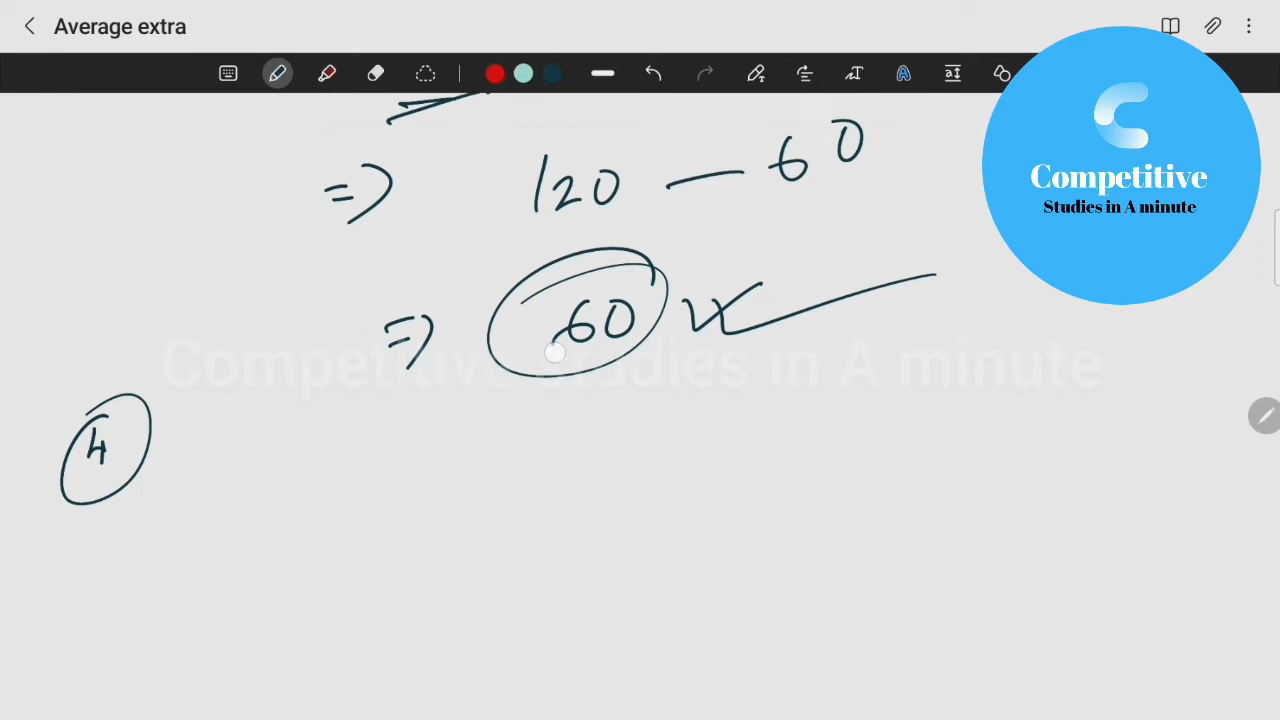 Average extra
Competitive
Studies in A minute
=> 120 — 60
=> 60
Competitive Studies in A minute
4